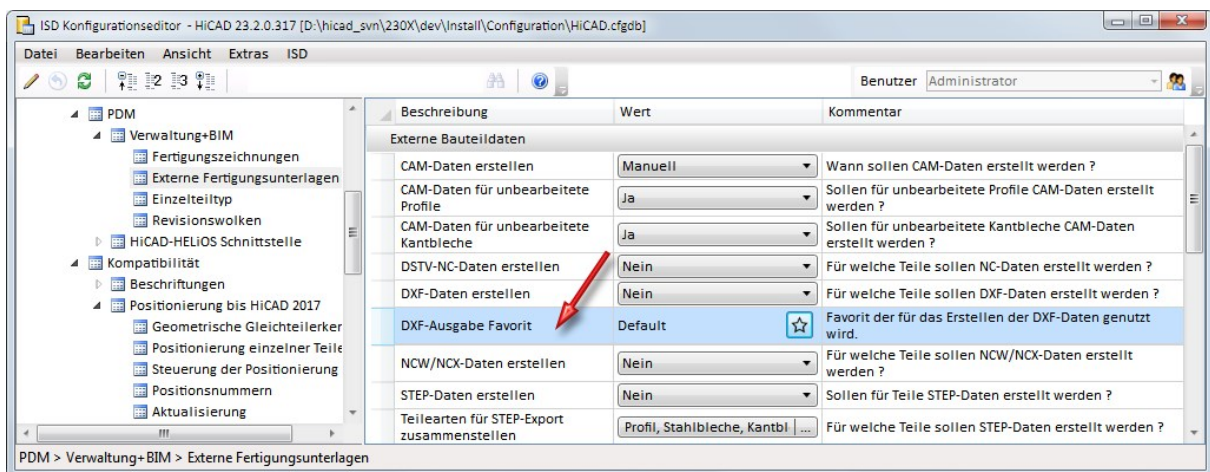 ISD Konfigurationseditor - HiCAD 23.2.0.317 [D:\hicad_svn\230X\dev\Install\Configuration\HiCAD.cfgdb]
Datei Bearbeiten Ansicht Extras ISD
2 3 Benutzer Administrator
PDM
Verwaltung+BIM
Fertigungszeichnungen
Externe Fertigungsunterlagen
Einzelteiltyp
Revisionswolken
HiCAD-HELiOS Schnittstelle
Kompatibilität
Beschriftungen
Positionierung bis HiCAD 2017
Geometrische Gleichteilerker
Positionierung einzelner Teile
Steuerung der Positionierung
Positionsnummern
Aktualisierung
Beschreibung Wert Kommentar
Externe Bauteildaten
CAM-Daten erstellen Manuell Wann sollen CAM-Daten erstellt werden ?
CAM-Daten für unbearbeitete Profile Ja Sollen für unbearbeitete Profile CAM-Daten erstellt werden ?
CAM-Daten für unbearbeitete Kantbleche Ja Sollen für unbearbeitete Kantbleche CAM-Daten erstellt werden ?
DSTV-NC-Daten erstellen Nein Für welche Teile sollen NC-Daten erstellt werden ?
DXF-Daten erstellen Nein Für welche Teile sollen DXF-Daten erstellt werden ?
DXF-Ausgabe Favorit Default Favorit der für das Erstellen der DXF-Daten genutzt wird.
NCW/NCX-Daten erstellen Nein Für welche Teile sollen NCW/NCX-Daten erstellt werden ?
STEP-Daten erstellen Nein Sollen für Teile STEP-Daten erstellt werden ?
Teilearten für STEP-Export zusammenstellen Profil, Stahlbleche, Kantbl ... Für welche Teile sollen STEP-Daten erstellt werden ?
PDM > Verwaltung+BIM > Externe Fertigungsunterlagen